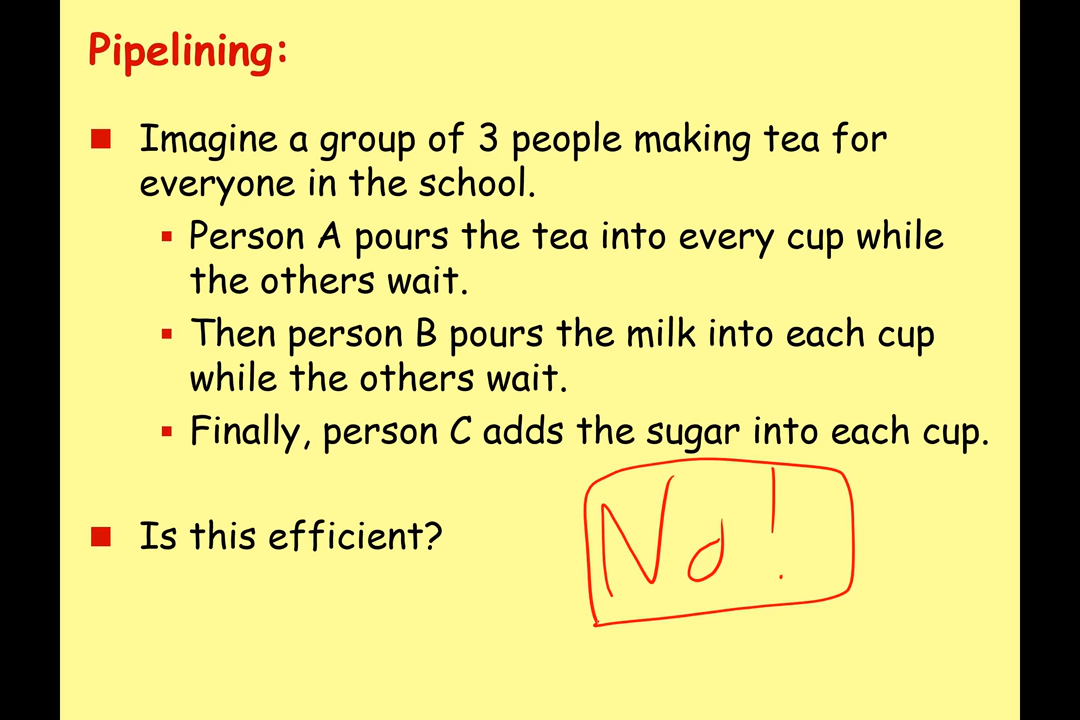 Pipelining:
Imagine a group of 3 people making tea for
everyone in the school.
Person A pours the tea into every cup while
the others wait.
Then person B pours the milk into each cup
while the others wait.
Finally, person C adds the sugar into each cup.
Is this efficient?
No!